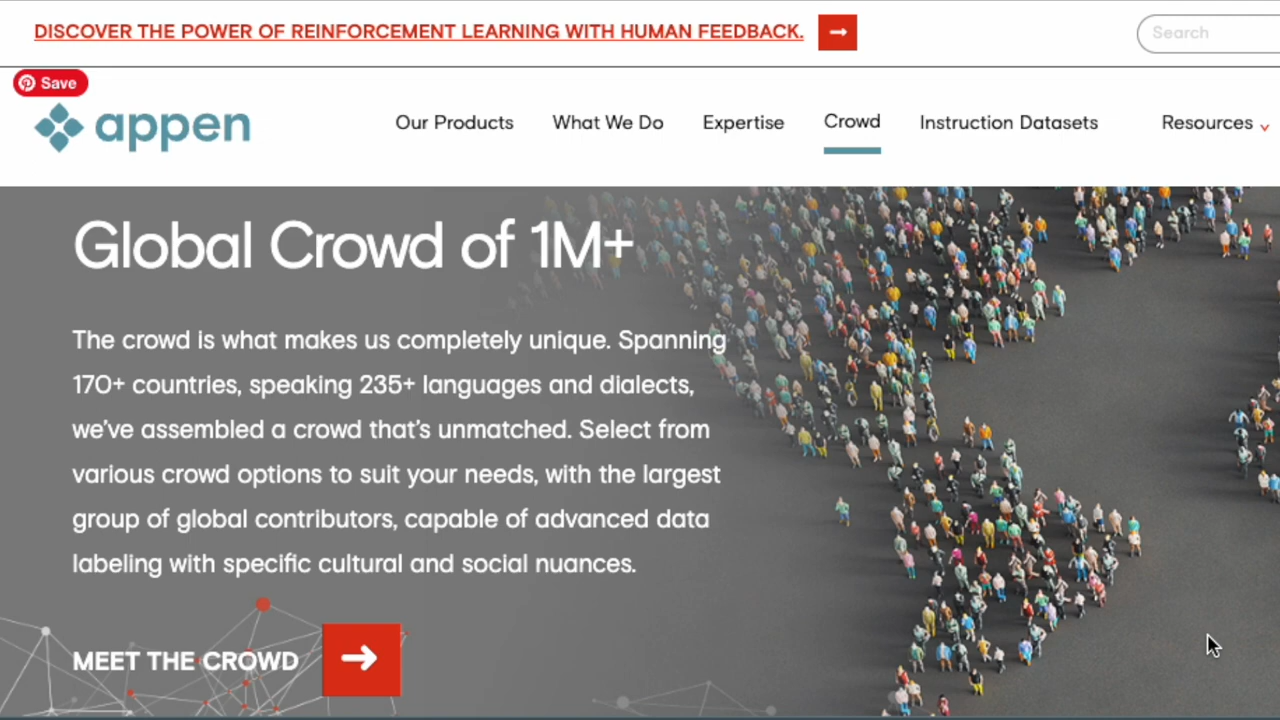 DISCOVER THE POWER OF REINFORCEMENT LEARNING WITH HUMAN FEEDBACK.
Search
Save
appen
Our Products
What We Do
Expertise
Crowd
Instruction Datasets
Resources
Global Crowd of 1M+
The crowd is what makes us completely unique. Spanning
170+ countries, speaking 235+ languages and dialects,
we've assembled a crowd that's unmatched. Select from
various crowd options to suit your needs, with the largest
group of global contributors, capable of advanced data
labeling with specific cultural and social nuances.
MEET THE CROWD